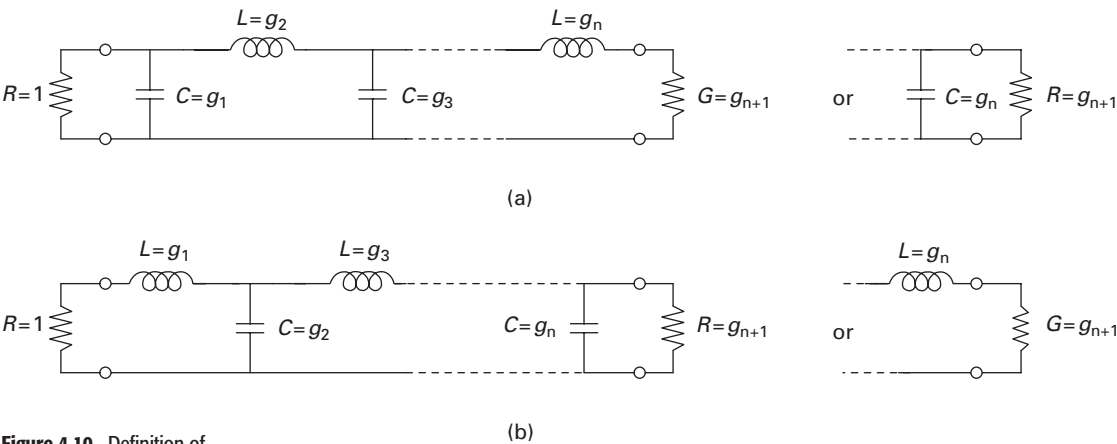 L=g2 L=gn
R=1 C=g1 C=g3 G=gn+1 or C=gn R=gn+1
(a)
L=g1 L=g3 L=gn
R=1 C=g2 C=gn R=gn+1 or G=gn+1
(b)
Figure 4.10 Definition of